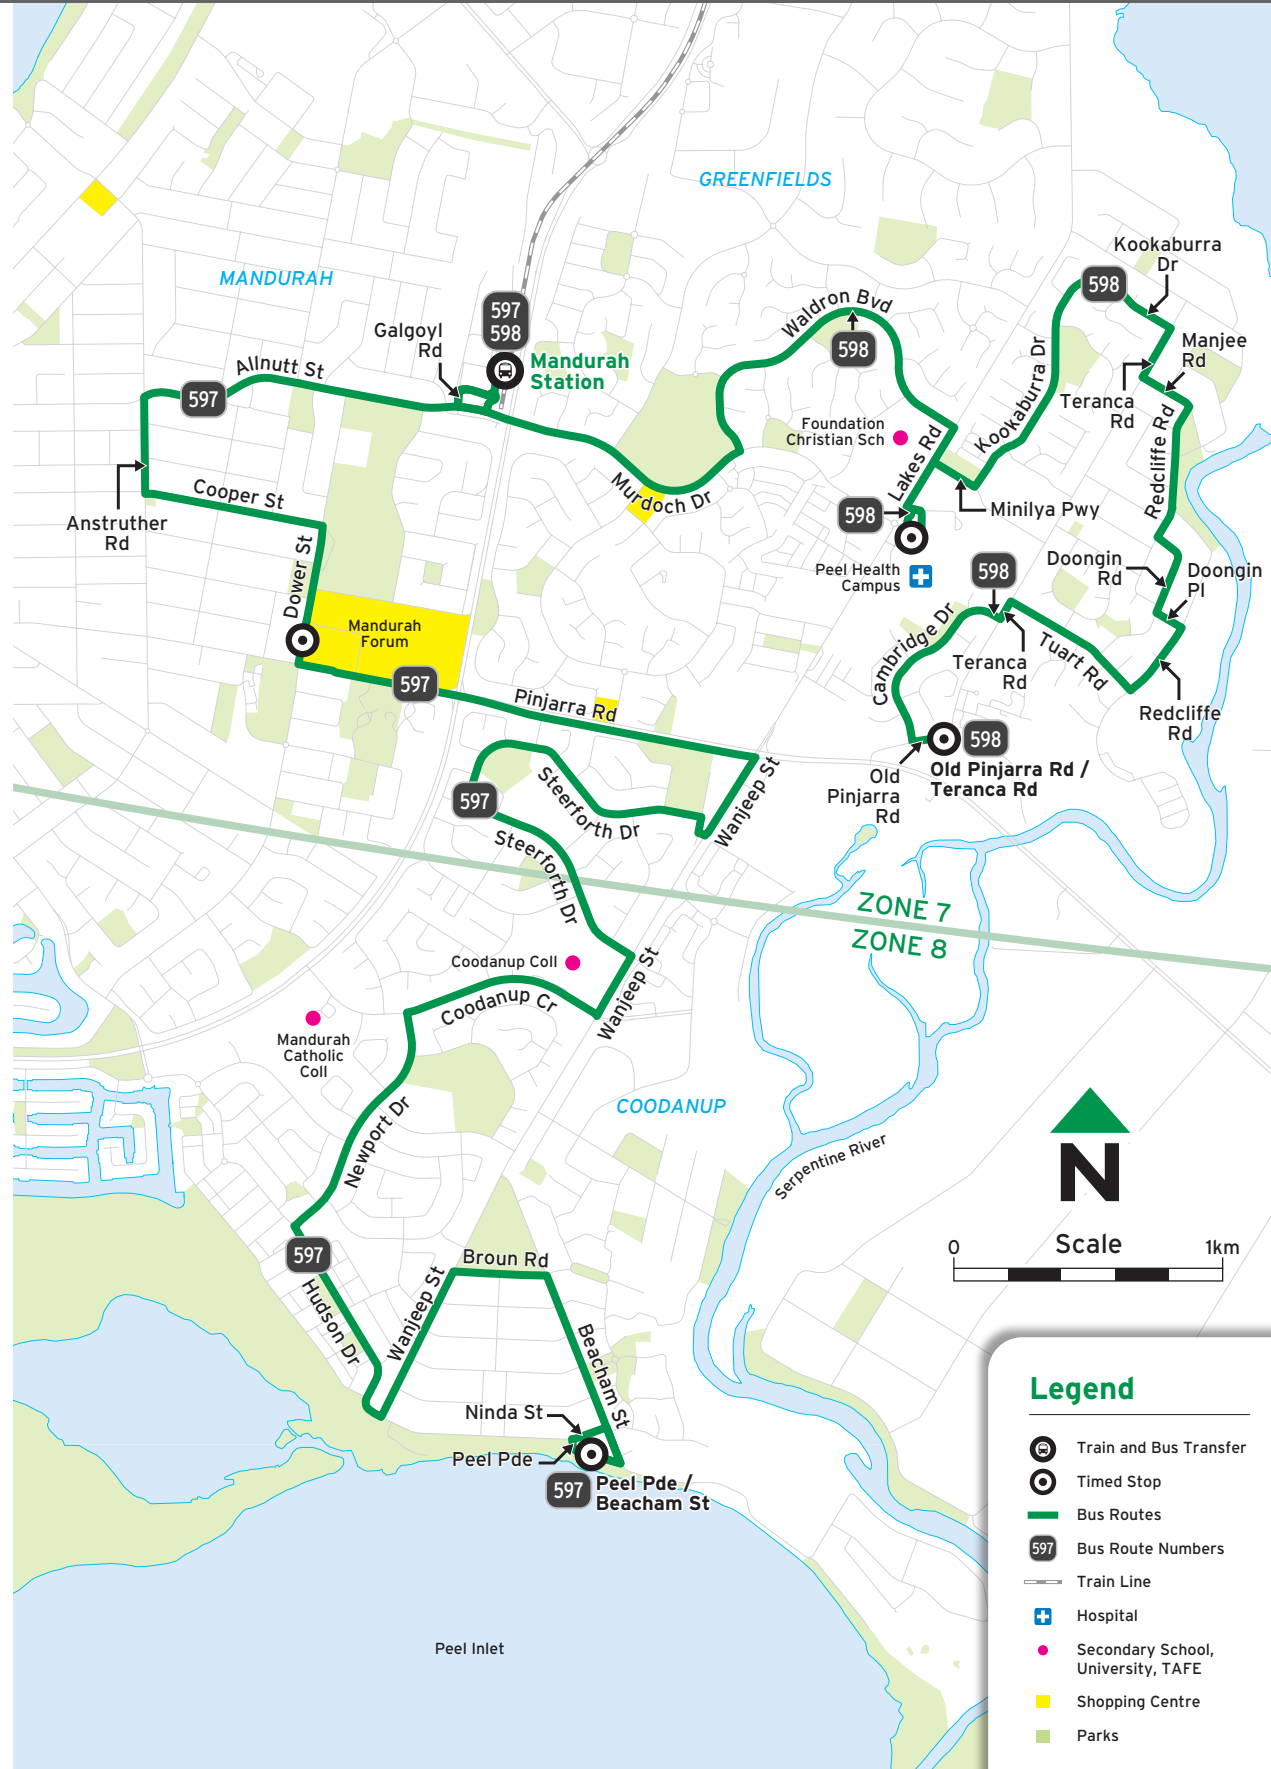 GREENFIELDS
MANDURAH
Kookaburra
Dr
598
597
598
Galgoyl
Rd
Mandurah
Station
Waldron Bvd
598
Manjee
Rd
Allnutt St
597
Teranca
Rd
Kookaburra Dr
Redcliffe Rd
Foundation
Christian Sch
Lakes Rd
Murdoch Dr
Cooper St
Anstruther
Rd
598
Minilya Pwy
Dower St
Peel Health
Campus
598
Doongin
Rd
Doongin
Pl
Mandurah
Forum
Cambridge Dr
Teranca
Rd
Tuart Rd
597
Pinjarra Rd
Redcliffe
Rd
598
Old Pinjarra Rd /
Teranca Rd
Old
Pinjarra
Rd
Wanjeep St
597
Steerforth Dr
Steerforth Dr
ZONE 7
ZONE 8
Coodanup Coll
Wanjeep St
Coodanup Cr
Mandurah
Catholic
Coll
COODANUP
Newport Dr
Serpentine River
N
0
Scale
1km
597
Broun Rd
Hudson Dr
Wanjeep St
Beacham St
Ninda St
Peel Pde
597
Peel Pde /
Beacham St
Peel Inlet
Legend
Train and Bus Transfer
Timed Stop
Bus Routes
597
Bus Route Numbers
Train Line
Hospital
Secondary School,
University, TAFE
Shopping Centre
Parks